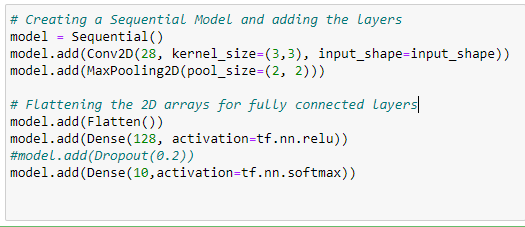 # Creating a Sequential Model and adding the layers
model = Sequential()
model.add(Conv2D(28, kernel_size=(3,3), input_shape=input_shape))
model.add(MaxPooling2D(pool_size=(2, 2)))
# Flattening the 2D arrays for fully connected layers
model.add(Flatten())
model.add(Dense(128, activation=tf.nn.relu))
#model.add(Dropout(0.2))
model.add(Dense(10,activation=tf.nn.softmax))